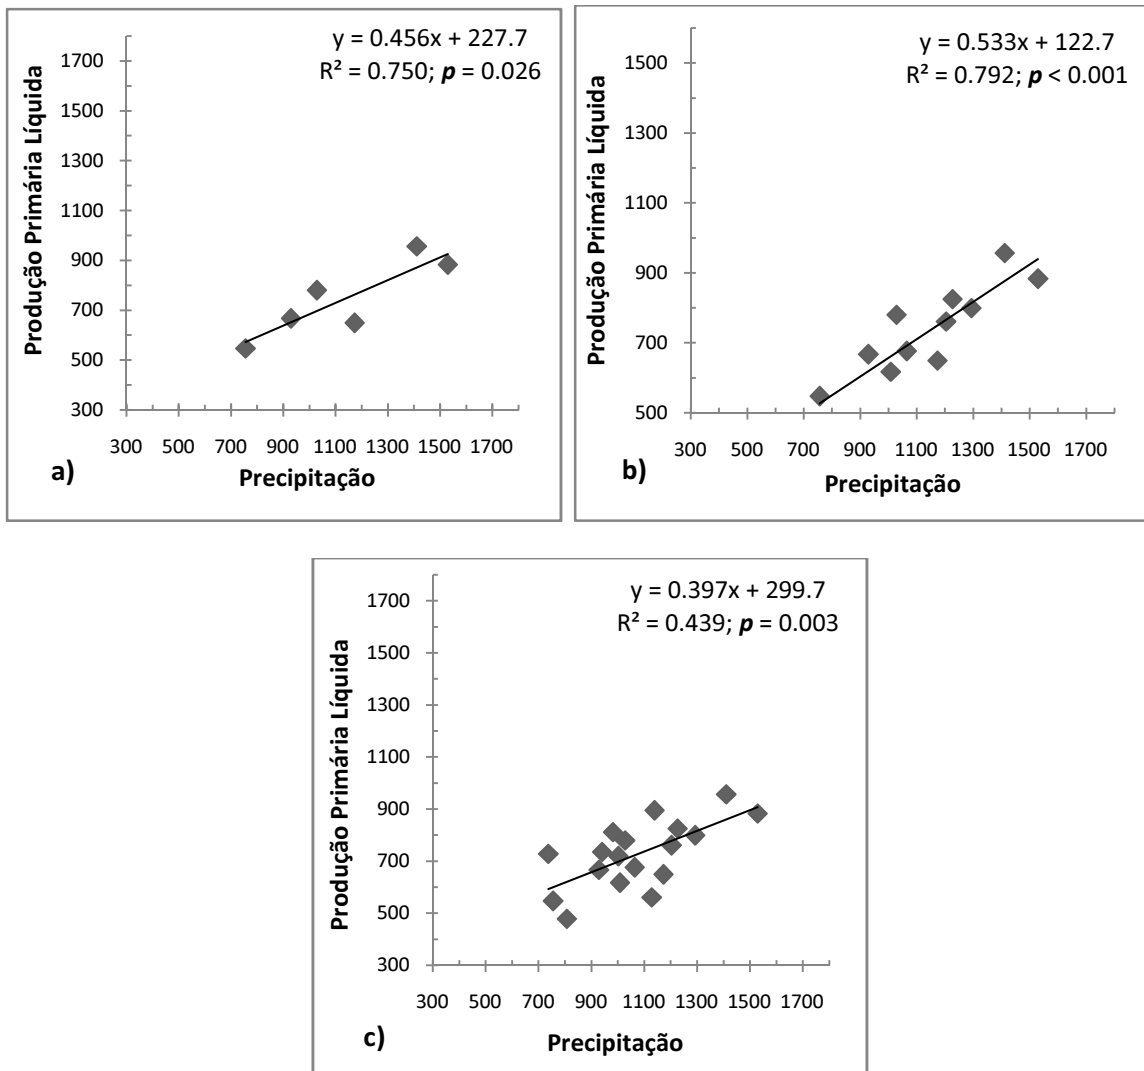 y = 0.456x + 227.7
R² = 0.750; p = 0.026
Produção Primária Líquida
1700
1500
1300
1100
900
700
500
300
300 500 700 900 1100 1300 1500 1700
a)
Precipitação
y = 0.533x + 122.7
R² = 0.792; p < 0.001
Produção Primária Líquida
1500
1300
1100
900
700
500
300 500 700 900 1100 1300 1500 1700
b)
Precipitação
y = 0.397x + 299.7
R² = 0.439; p = 0.003
Produção Primária Líquida
1700
1500
1300
1100
900
700
500
300
300 500 700 900 1100 1300 1500 1700
c)
Precipitação